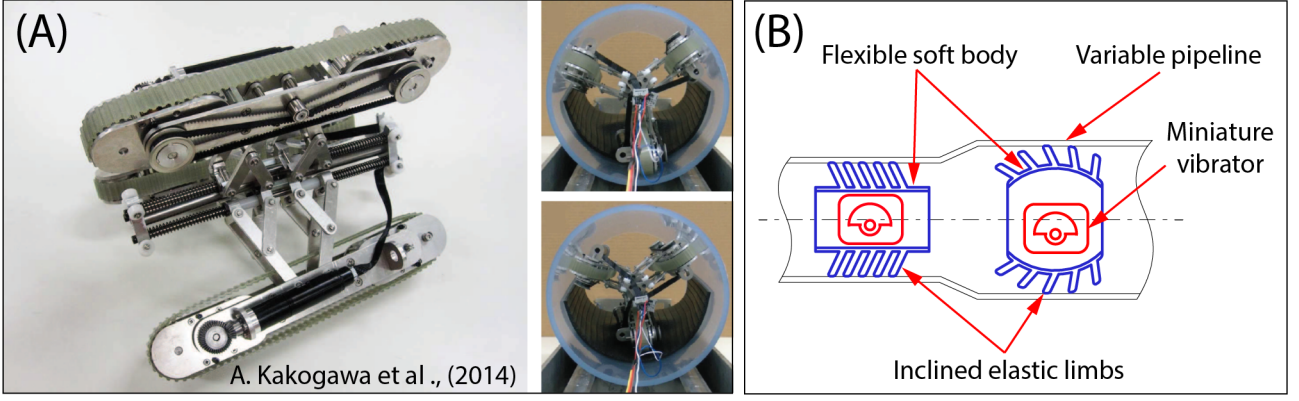 (A)
A. Kakogawa et al ., (2014)
(B)
Flexible soft body
Variable pipeline
Miniature
vibrator
Inclined elastic limbs